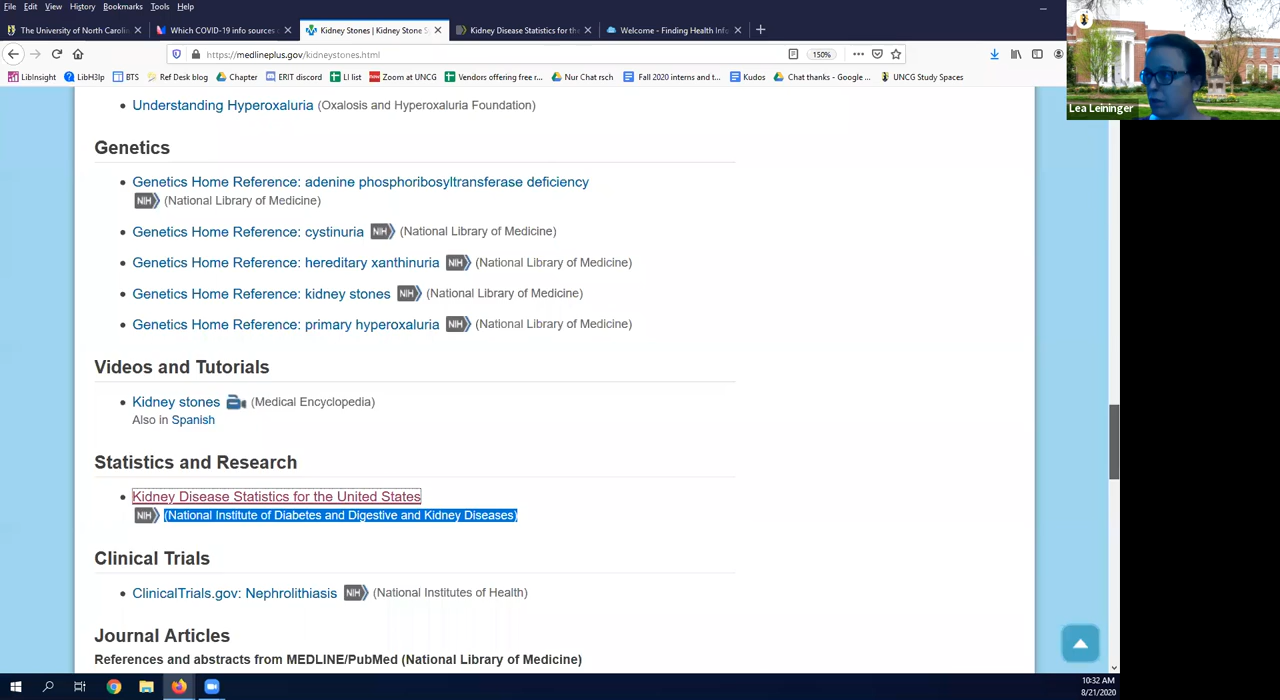 File Edit View History Bookmarks Tools Help
The University of North Caroli
Which COVID-19 info sources
Kidney Stones | Kidney Stone S
Kidney Disease Statistics for the
Welcome - Finding Health Info
https://medlineplus.gov/kidneystones.html
150%
LibInsight LibH3lp BTS Ref Desk blog Chapter ERIT discord LI list Zoom at UNCG Vendors offering free r... Nur Chat rsch Fall 2020 interns and t... Kudos Chat thanks - Google ... UNCG Study Spaces
Lea Leininger
Understanding Hyperoxaluria (Oxalosis and Hyperoxaluria Foundation)
Genetics
Genetics Home Reference: adenine phosphoribosyltransferase deficiency
NIH (National Library of Medicine)
Genetics Home Reference: cystinuria NIH (National Library of Medicine)
Genetics Home Reference: hereditary xanthinuria NIH (National Library of Medicine)
Genetics Home Reference: kidney stones NIH (National Library of Medicine)
Genetics Home Reference: primary hyperoxaluria NIH (National Library of Medicine)
Videos and Tutorials
Kidney stones (Medical Encyclopedia)
Also in Spanish
Statistics and Research
Kidney Disease Statistics for the United States
NIH (National Institute of Diabetes and Digestive and Kidney Diseases)
Clinical Trials
ClinicalTrials.gov: Nephrolithiasis NIH (National Institutes of Health)
Journal Articles
References and abstracts from MEDLINE/PubMed (National Library of Medicine)
10:32 AM
8/21/2020